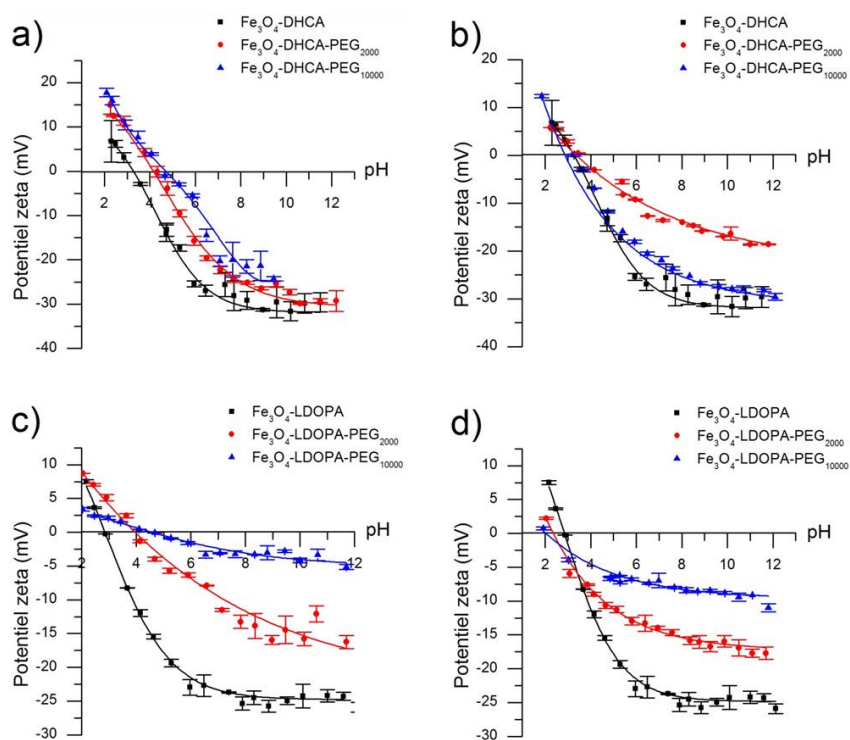 a)
Fe₃O₄-DHCA
Fe₃O₄-DHCA-PEG₂₀₀₀
Fe₃O₄-DHCA-PEG₁₀₀₀₀
20
10
0
-10
-20
-30
-40
2 4 6 8 10 12
pH
Potentiel zeta (mV)
b)
Fe₃O₄-DHCA
Fe₃O₄-DHCA-PEG₂₀₀₀
Fe₃O₄-DHCA-PEG₁₀₀₀₀
20
10
0
-10
-20
-30
-40
2 4 6 8 10 12
pH
Potentiel zeta (mV)
c)
Fe₃O₄-LDOPA
Fe₃O₄-LDOPA-PEG₂₀₀₀
Fe₃O₄-LDOPA-PEG₁₀₀₀₀
10
5
0
-5
-10
-15
-20
-25
-30
2 4 6 8 10 12
pH
Potentiel zeta (mV)
d)
Fe₃O₄-LDOPA
Fe₃O₄-LDOPA-PEG₂₀₀₀
Fe₃O₄-LDOPA-PEG₁₀₀₀₀
10
5
0
-5
-10
-15
-20
-25
-30
2 4 6 8 10 12
pH
Potentiel zeta (mV)